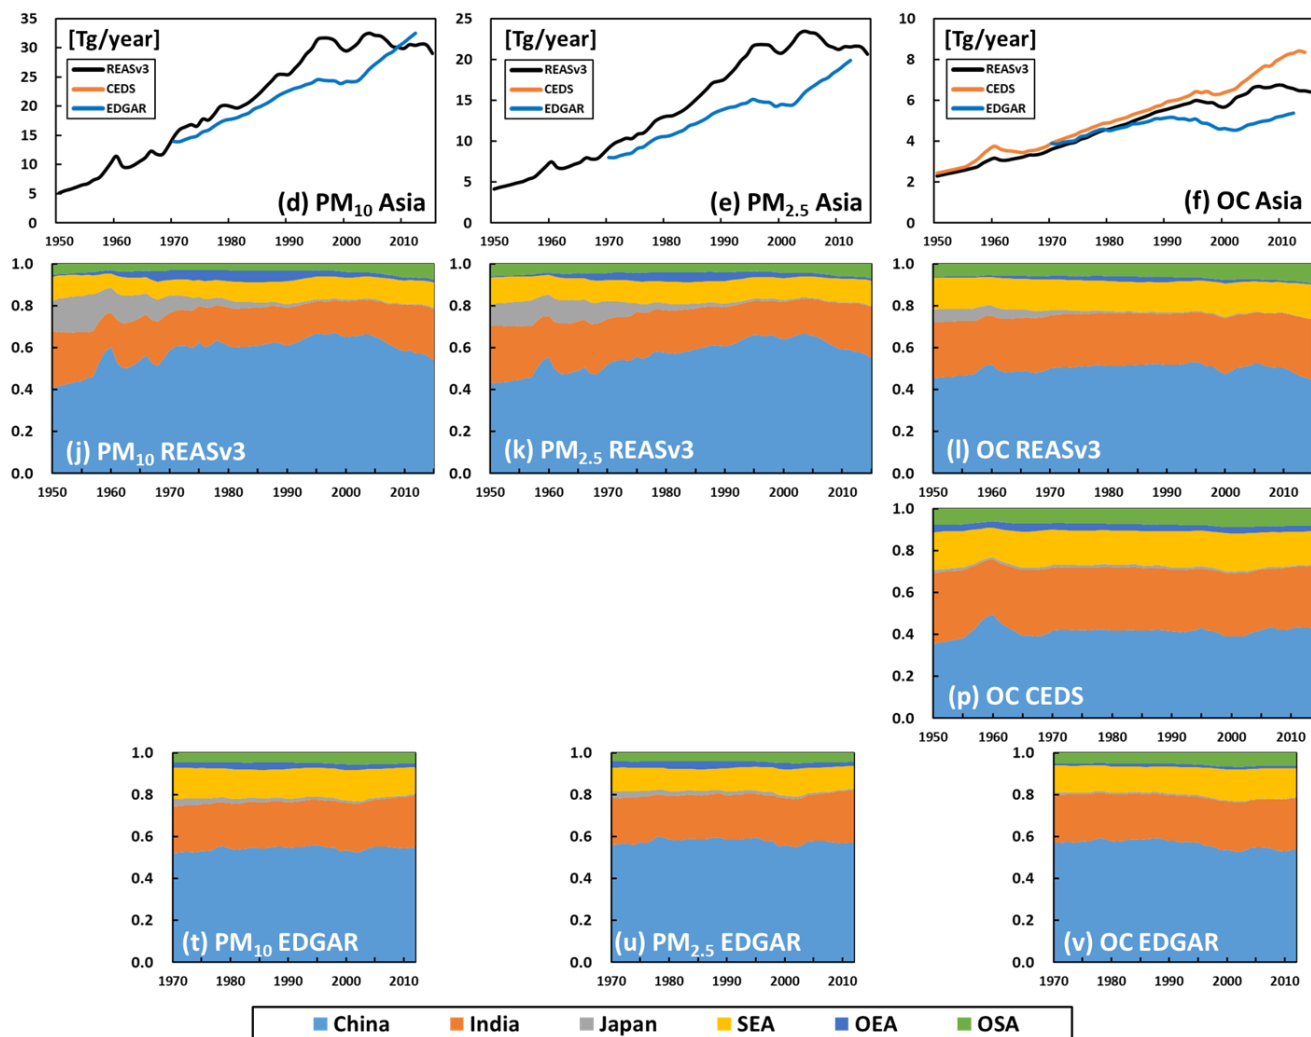 35
30
25
20
15
10
5
0
[Tg/year]
REASv3
CEDS
EDGAR
(d) PM10 Asia
1950 1960 1970 1980 1990 2000 2010
25
20
15
10
5
0
[Tg/year]
REASv3
CEDS
EDGAR
(e) PM2.5 Asia
1950 1960 1970 1980 1990 2000 2010
10
8
6
4
2
0
[Tg/year]
REASv3
CEDS
EDGAR
(f) OC Asia
1950 1960 1970 1980 1990 2000 2010
1.0
0.8
0.6
0.4
0.2
0.0
(j) PM10 REASv3
1950 1960 1970 1980 1990 2000 2010
1.0
0.8
0.6
0.4
0.2
0.0
(k) PM2.5 REASv3
1950 1960 1970 1980 1990 2000 2010
1.0
0.8
0.6
0.4
0.2
0.0
(l) OC REASv3
1950 1960 1970 1980 1990 2000 2010
1.0
0.8
0.6
0.4
0.2
0.0
(p) OC CEDS
1950 1960 1970 1980 1990 2000 2010
1.0
0.8
0.6
0.4
0.2
0.0
(t) PM10 EDGAR
1970 1980 1990 2000 2010
1.0
0.8
0.6
0.4
0.2
0.0
(u) PM2.5 EDGAR
1970 1980 1990 2000 2010
1.0
0.8
0.6
0.4
0.2
0.0
(v) OC EDGAR
1970 1980 1990 2000 2010
China India Japan SEA OEA OSA